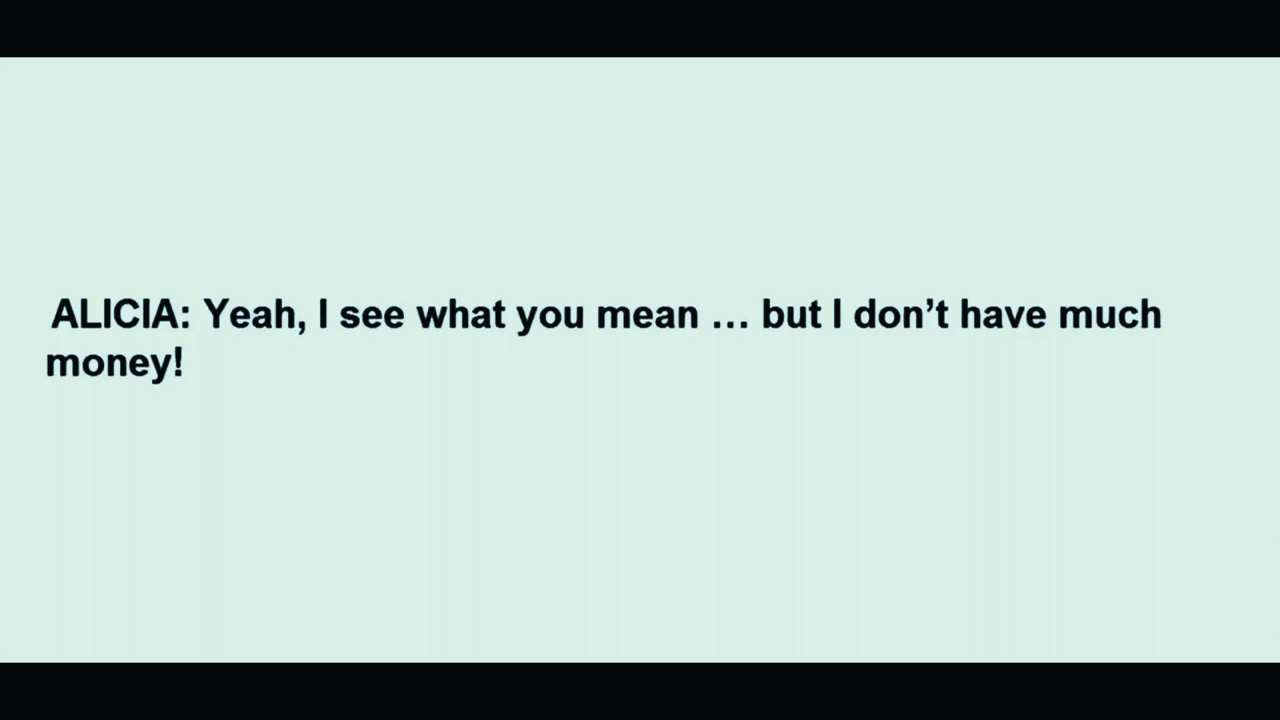 ALICIA: Yeah, I see what you mean … but I don’t have much
money!